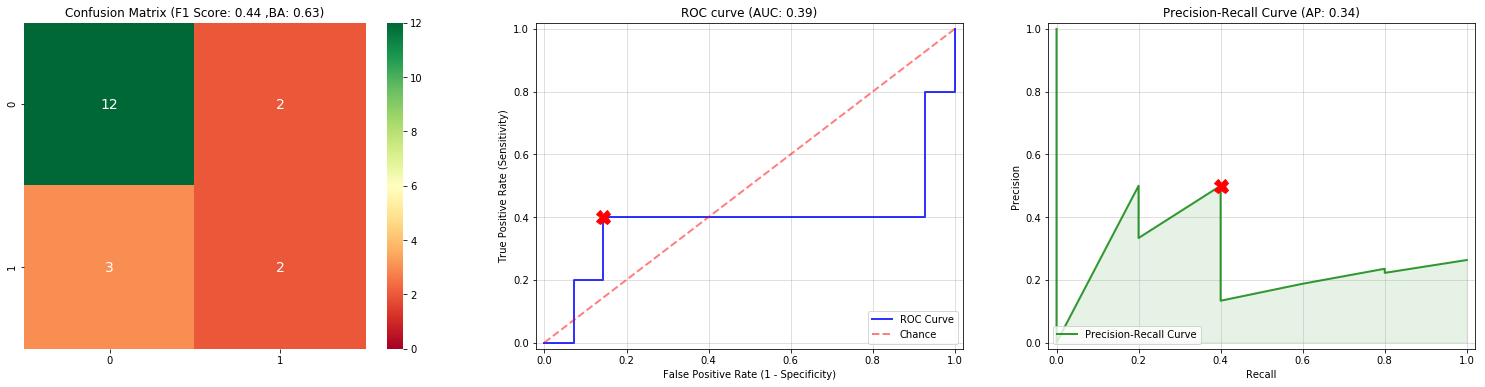 Confusion Matrix (F1 Score: 0.44 ,BA: 0.63)
0
1
12
2
3
2
0
1
12
10
8
6
4
2
0
ROC curve (AUC: 0.39)
True Positive Rate (Sensitivity)
1.0
0.8
0.6
0.4
0.2
0.0
0.0 0.2 0.4 0.6 0.8 1.0
False Positive Rate (1 - Specificity)
ROC Curve
Chance
Precision-Recall Curve (AP: 0.34)
Precision
1.0
0.8
0.6
0.4
0.2
0.0
0.0 0.2 0.4 0.6 0.8 1.0
Recall
Precision-Recall Curve